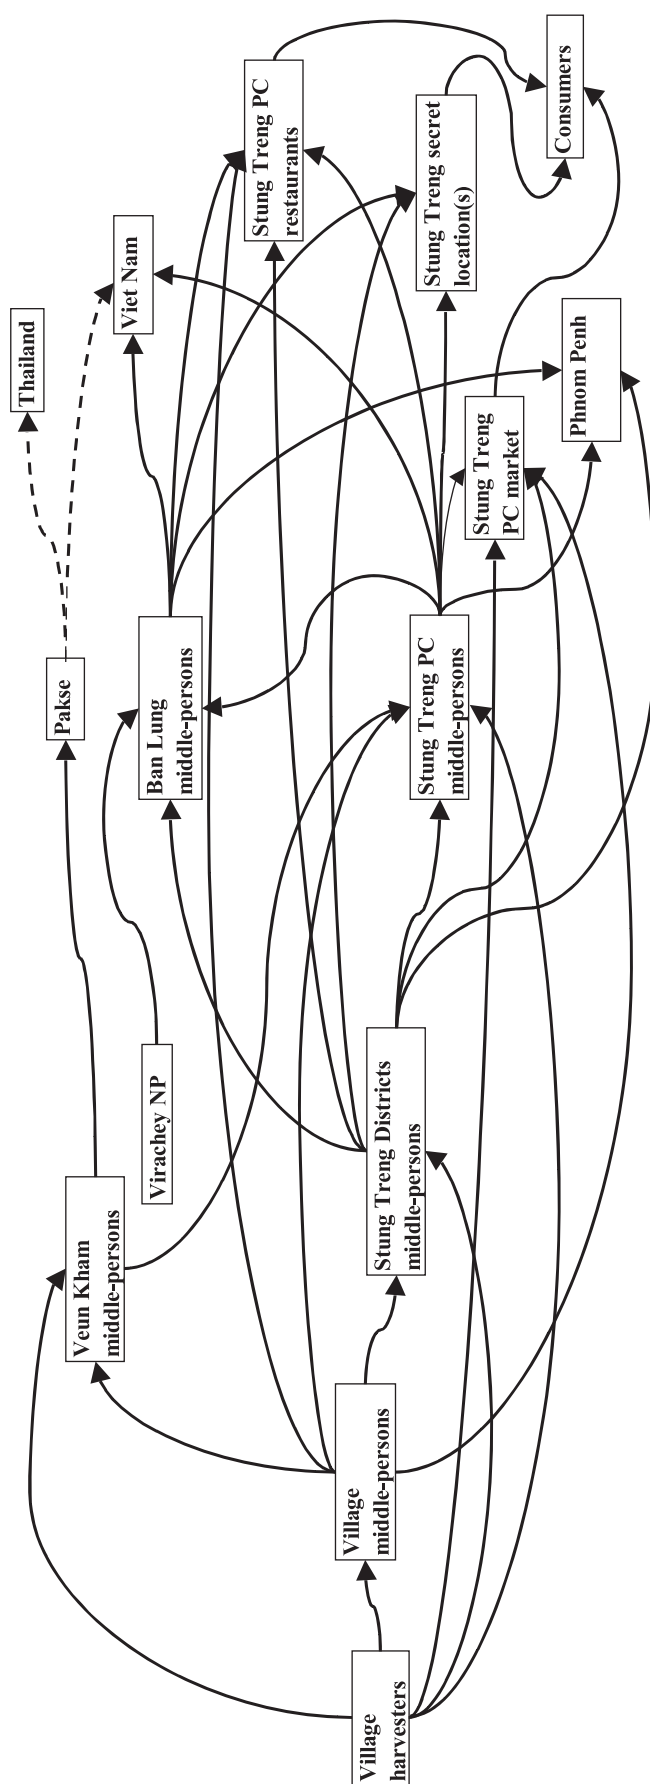 Village
harvesters
Village
middle-persons
Veun Kham
middle-persons
Virachey NP
Stung Treng Districts
middle-persons
Pakse
Ban Lung
middle-persons
Stung Treng PC
middle-persons
Thailand
Viet Nam
Stung Treng PC
restaurants
Stung Treng secret
location(s)
Stung Treng
PC market
Phnom Penh
Consumers